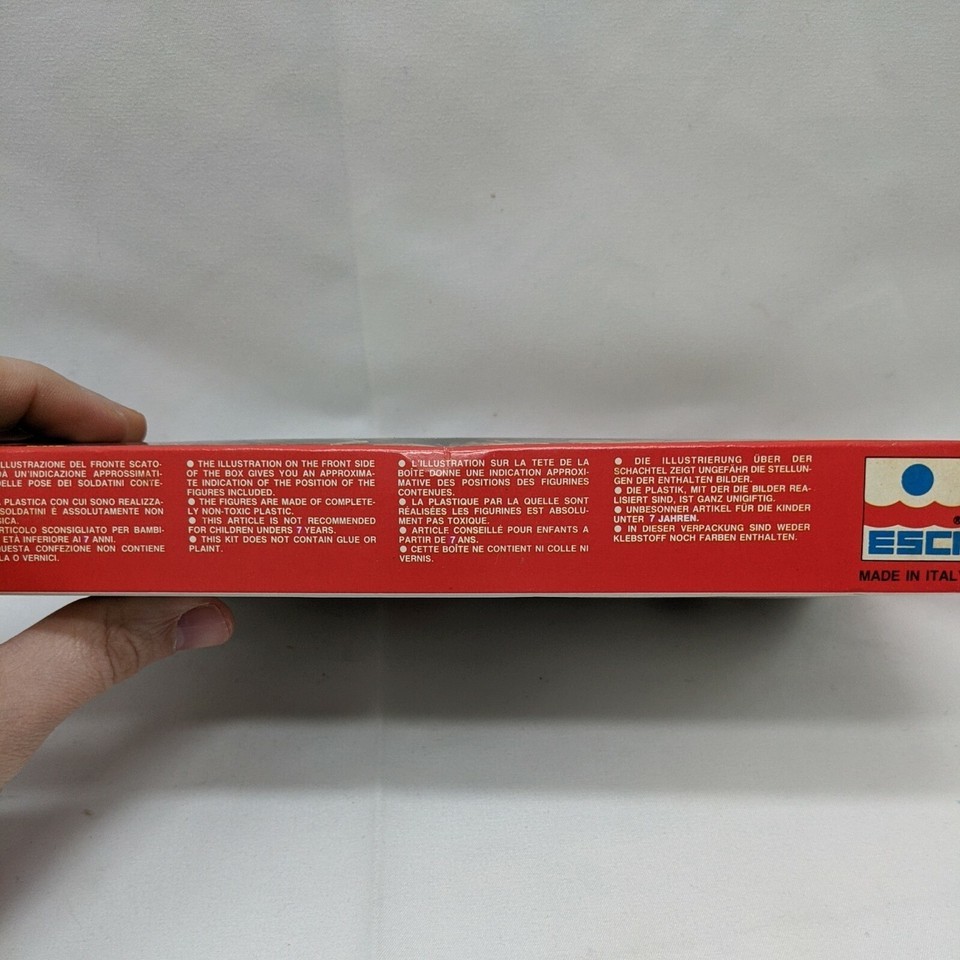 LLUSTRAZIONE DEL FRONTE SCATO-
UN'INDICAZIONE APPROSSIMATI-
ELLE POSE DEI SOLDATINI CONTE-
PLASTICA CON CUI SONO REALIZZA-
SOLDATINI È ASSOLUTAMENTE NON
SICA.
RTICOLO SCONSIGLIATO PER BAMBI-
ETÀ INFERIORE AI 7 ANNI.
UESTA CONFEZIONE NON CONTIENE
LA O VERNICI.
● THE ILLUSTRATION ON THE FRONT SIDE
OF THE BOX GIVES YOU AN APPROXIMA-
TE INDICATION OF THE POSITION OF THE
FIGURES INCLUDED.
● THE FIGURES ARE MADE OF COMPLETE-
LY NON-TOXIC PLASTIC.
● THIS ARTICLE IS NOT RECOMMENDED
FOR CHILDREN UNDERS 7 YEARS.
● THIS KIT DOES NOT CONTAIN GLUE OR
PLAINT.
● L'ILLUSTRATION SUR LA TETE DE LA
BOÎTE DONNE UNE INDICATION APPROXI-
MATIVE DES POSITIONS DES FIGURINES
CONTENUES.
● LA PLASTIQUE PAR LA QUELLE SONT
RÉALISÉES LES FIGURINES EST ABSOLU-
MENT PAS TOXIQUE.
● ARTICLE CONSEILLÉ POUR ENFANTS A
PARTIR DE 7 ANS.
● CETTE BOÎTE NE CONTIENT NI COLLE NI
VERNIS.
● DIE ILLUSTRIERUNG ÜBER DER
SCHACHTEL ZEIGT UNGEFÄHR DIE STELLUN-
GEN DER ENTHALTEN BILDER.
● DIE PLASTIK, MIT DER DIE BILDER REA-
LISIERT SIND, IST GANZ UNIGIFTIG.
● UNBESONNER ARTIKEL FÜR DIE KINDER
UNTER 7 JAHREN.
● IN DIESER VERPACKUNG SIND WEDER
KLEBSTOFF NOCH FARBEN ENTHALTEN.
ESCI
MADE IN ITALY